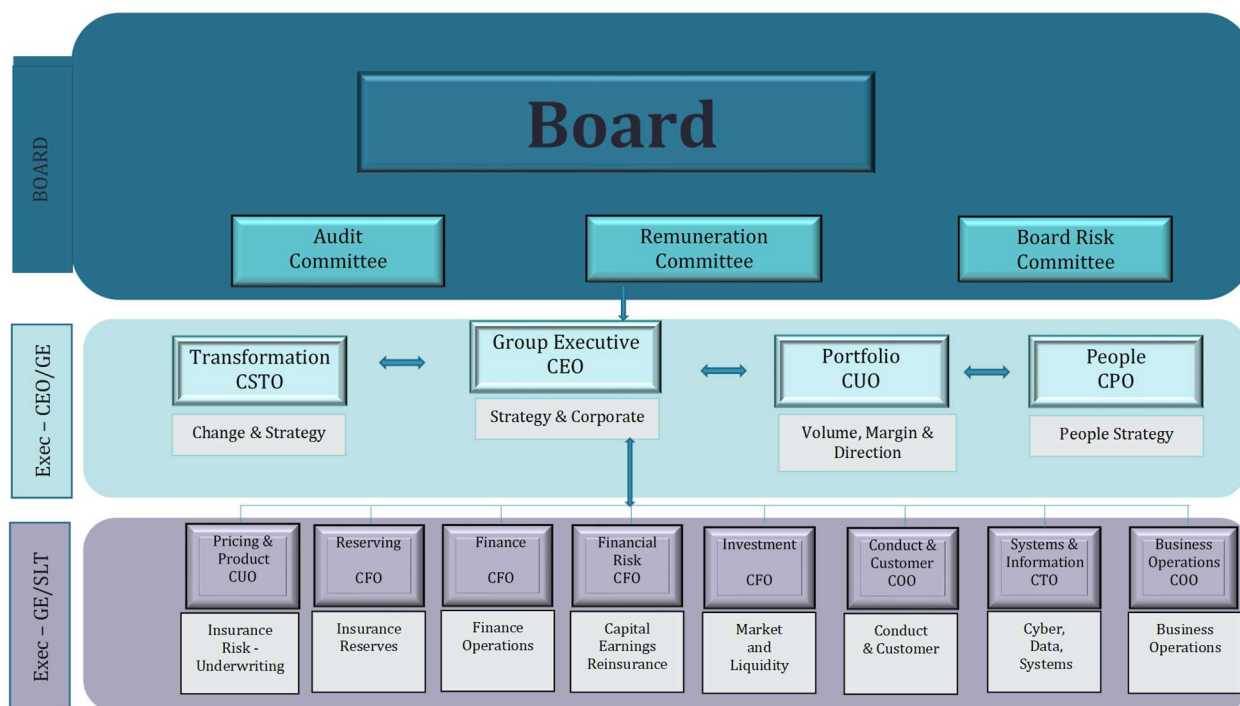 BOARD
Board
Audit
Committee
Remuneration
Committee
Board Risk
Committee
Exec – CEO/GE
Transformation
CSTO
Group Executive
CEO
Portfolio
CUO
People
CPO
Change & Strategy
Strategy & Corporate
Volume, Margin &
Direction
People Strategy
Exec – GE/SLT
Pricing &
Product
CUO
Reserving
CFO
Finance
CFO
Financial
Risk
CFO
Investment
CFO
Conduct &
Customer
COO
Systems &
Information
CTO
Business
Operations
COO
Insurance
Risk -
Underwriting
Insurance
Reserves
Finance
Operations
Capital
Earnings
Reinsurance
Market
and
Liquidity
Conduct
& Customer
Cyber,
Data,
Systems
Business
Operations